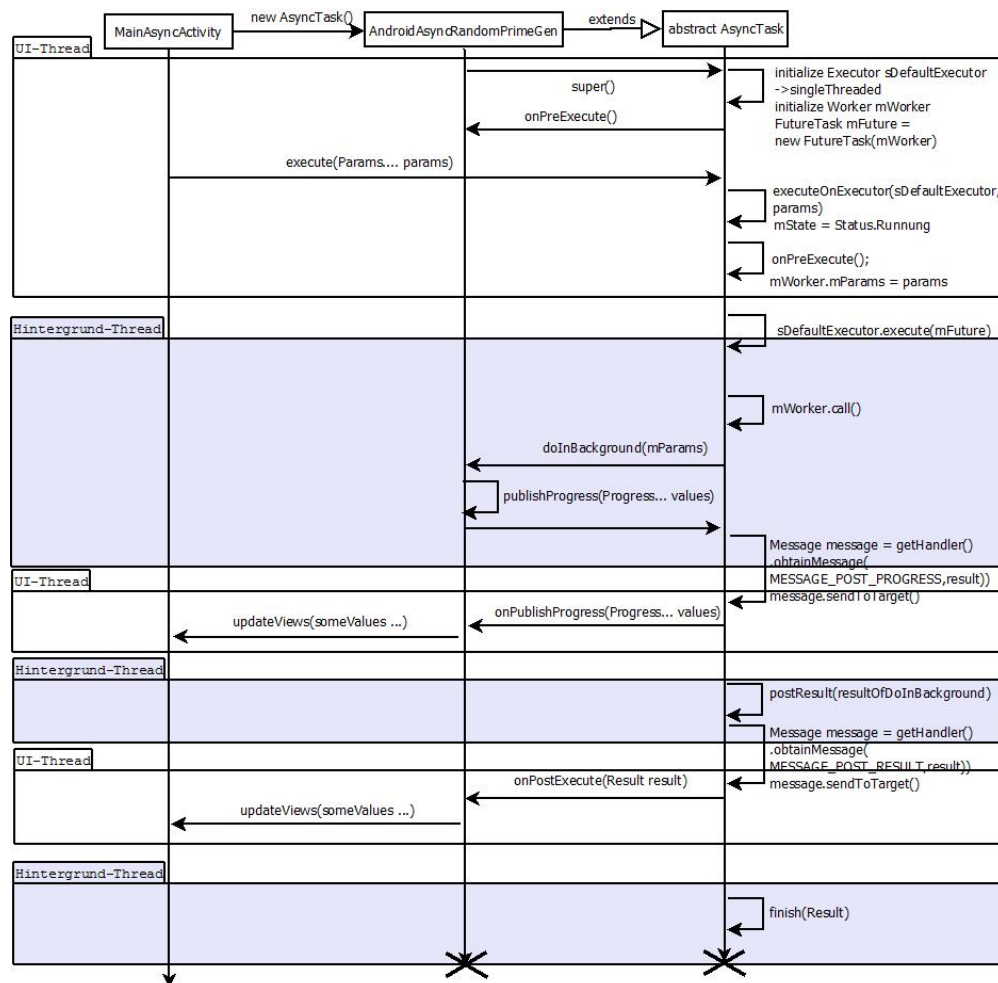 new AsyncTask()
extends
MainAsyncActivity
AndroidAsyncRandomPrimeGen
abstract AsyncTask
UI-Thread
super()
initialize Executor sDefaultExecutor
->singleThreaded
initialize Worker mWorker
FutureTask mFuture =
new FutureTask(mWorker)
onPreExecute()
execute(Params.... params)
executeOnExecutor(sDefaultExecutor,
params)
mState = Status.Runnung
onPreExecute();
mWorker.mParams = params
Hintergrund-Thread
sDefaultExecutor.execute(mFuture)
mWorker.call()
doInBackground(mParams)
publishProgress(Progress... values)
Message message = getHandler()
.obtainMessage(
MESSAGE_POST_PROGRESS,result))
message.sendToTarget()
UI-Thread
onPublishProgress(Progress... values)
updateViews(someValues ...)
Hintergrund-Thread
postResult(resultOfDoInBackground)
Message message = getHandler()
.obtainMessage(
MESSAGE_POST_RESULT,result))
message.sendToTarget()
UI-Thread
onPostExecute(Result result)
updateViews(someValues ...)
Hintergrund-Thread
finish(Result)